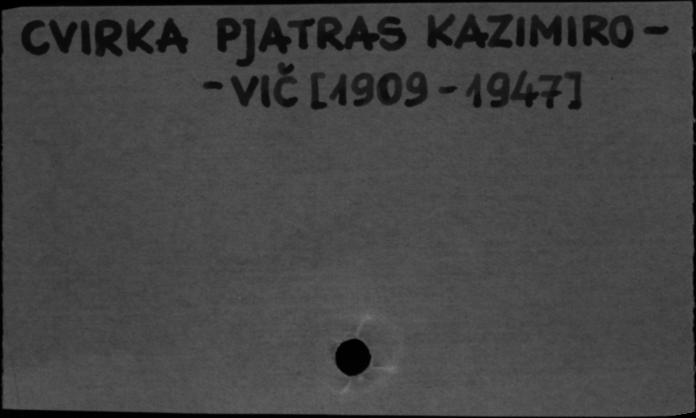 CVIRKA PJATRAS KAZIMIRO-
-VIČ [1909-1947]